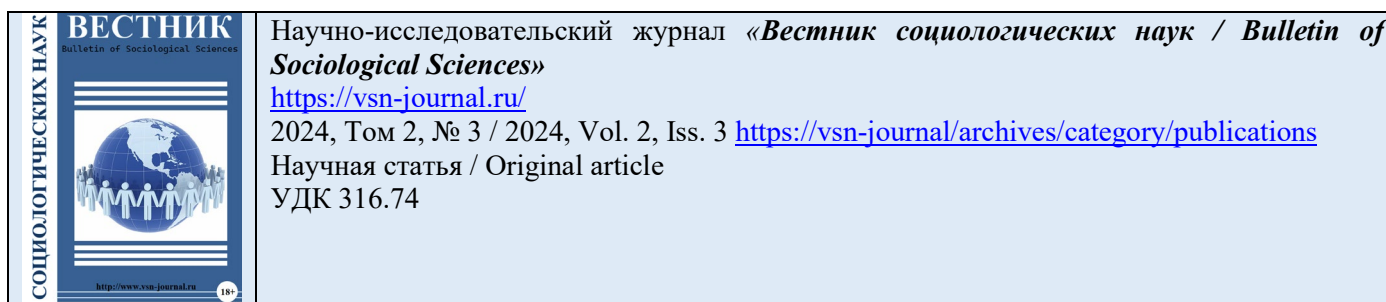 СОЦИОЛОГИЧЕСКИХ НАУК
ВЕСТНИК
Bulletin of Sociological Sciences
http://www.vsn-journal.ru
18+
Научно-исследовательский журнал «Вестник социологических наук / Bulletin of
Sociological Sciences»
https://vsn-journal.ru/
2024, Том 2, № 3 / 2024, Vol. 2, Iss. 3 https://vsn-journal/archives/category/publications
Научная статья / Original article
УДК 316.74